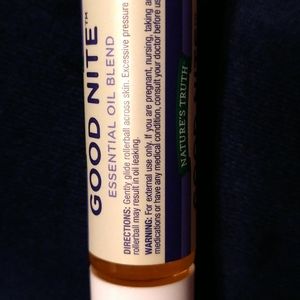 GOOD NITE™
ESSENTIAL OIL BLEND
DIRECTIONS: Gently glide rollerball across skin. Excessive pressure
rollerball may result in oil leaking.
WARNING: For external use only. If you are pregnant, nursing, taking a
medications or have any medical condition, consult your doctor before us
NATURE'S TRUTH